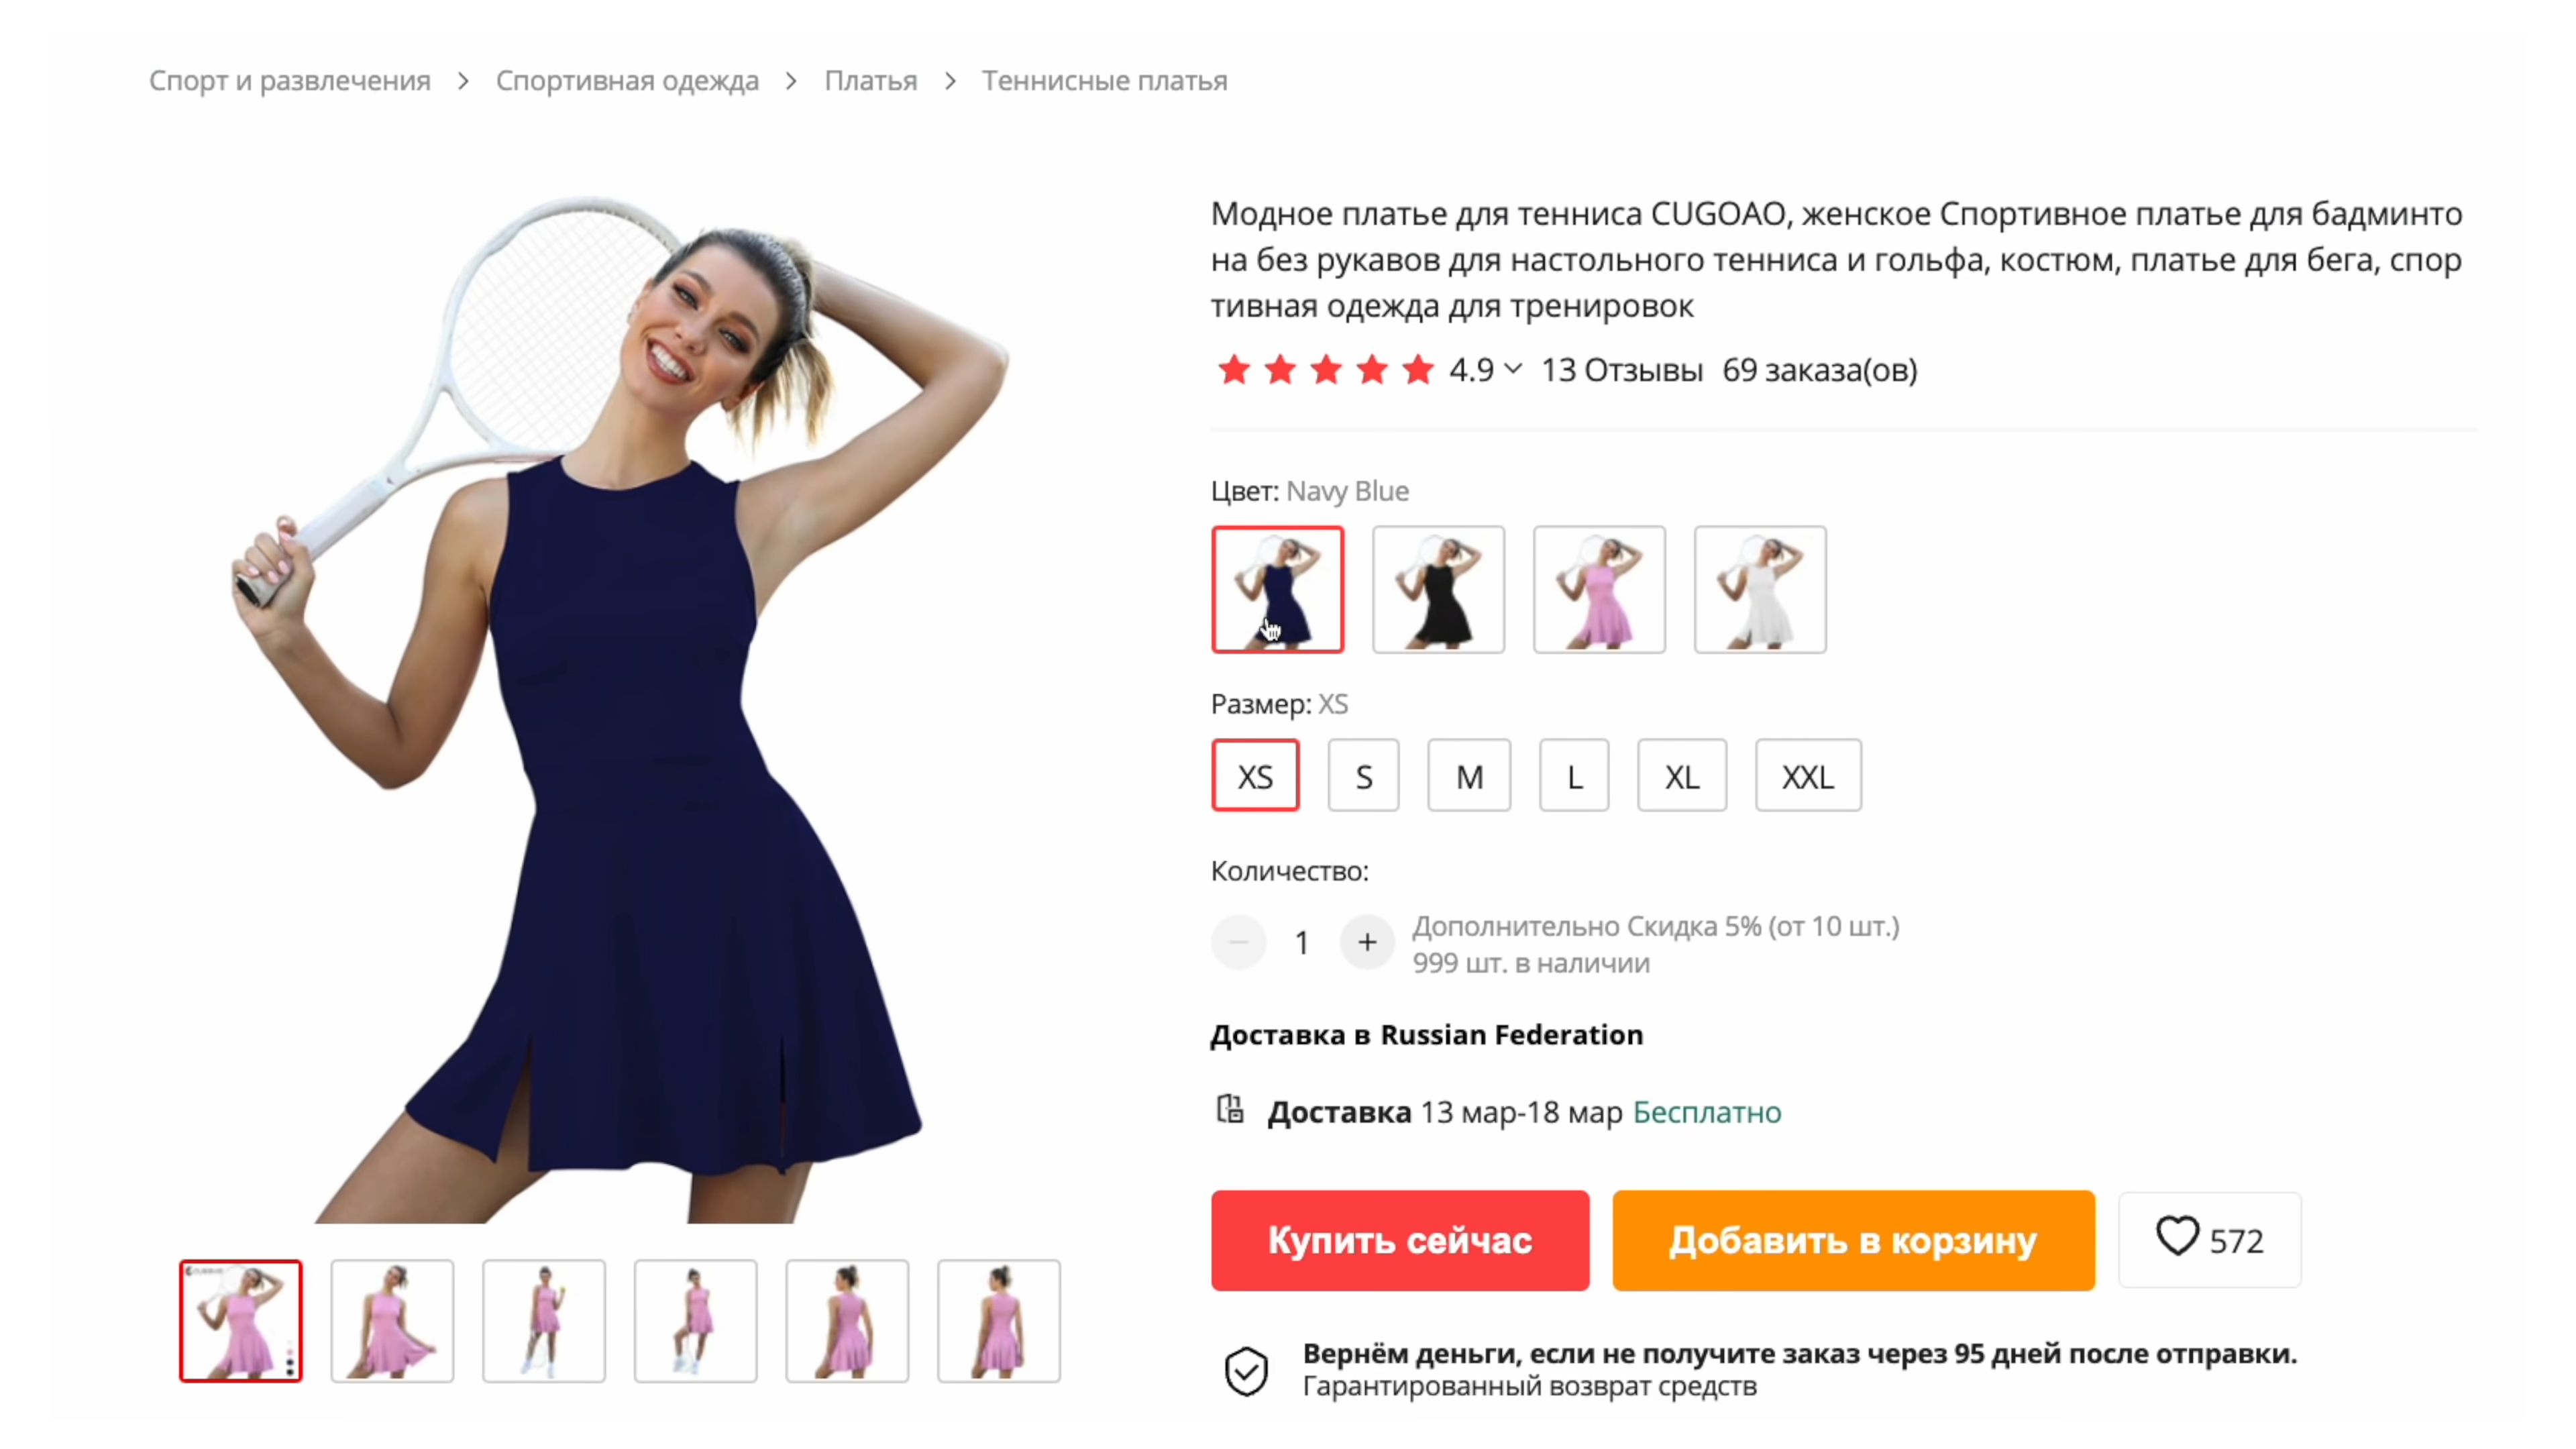 Спорт и развлечения > Спортивная одежда > Платья > Теннисные платья
Модное платье для тенниса CUGOAO, женское Спортивное платье для бадминто
на без рукавов для настольного тенниса и гольфа, костюм, платье для бега, спор
тивная одежда для тренировок
4.9 13 Отзывы 69 заказа(ов)
Цвет: Navy Blue
Размер: XS
XS S M L XL XXL
Количество:
1 + Дополнительно Скидка 5% (от 10 шт.)
999 шт. в наличии
Доставка в Russian Federation
Доставка 13 мар-18 мар Бесплатно
Купить сейчас Добавить в корзину 572
Вернём деньги, если не получите заказ через 95 дней после отправки.
Гарантированный возврат средств